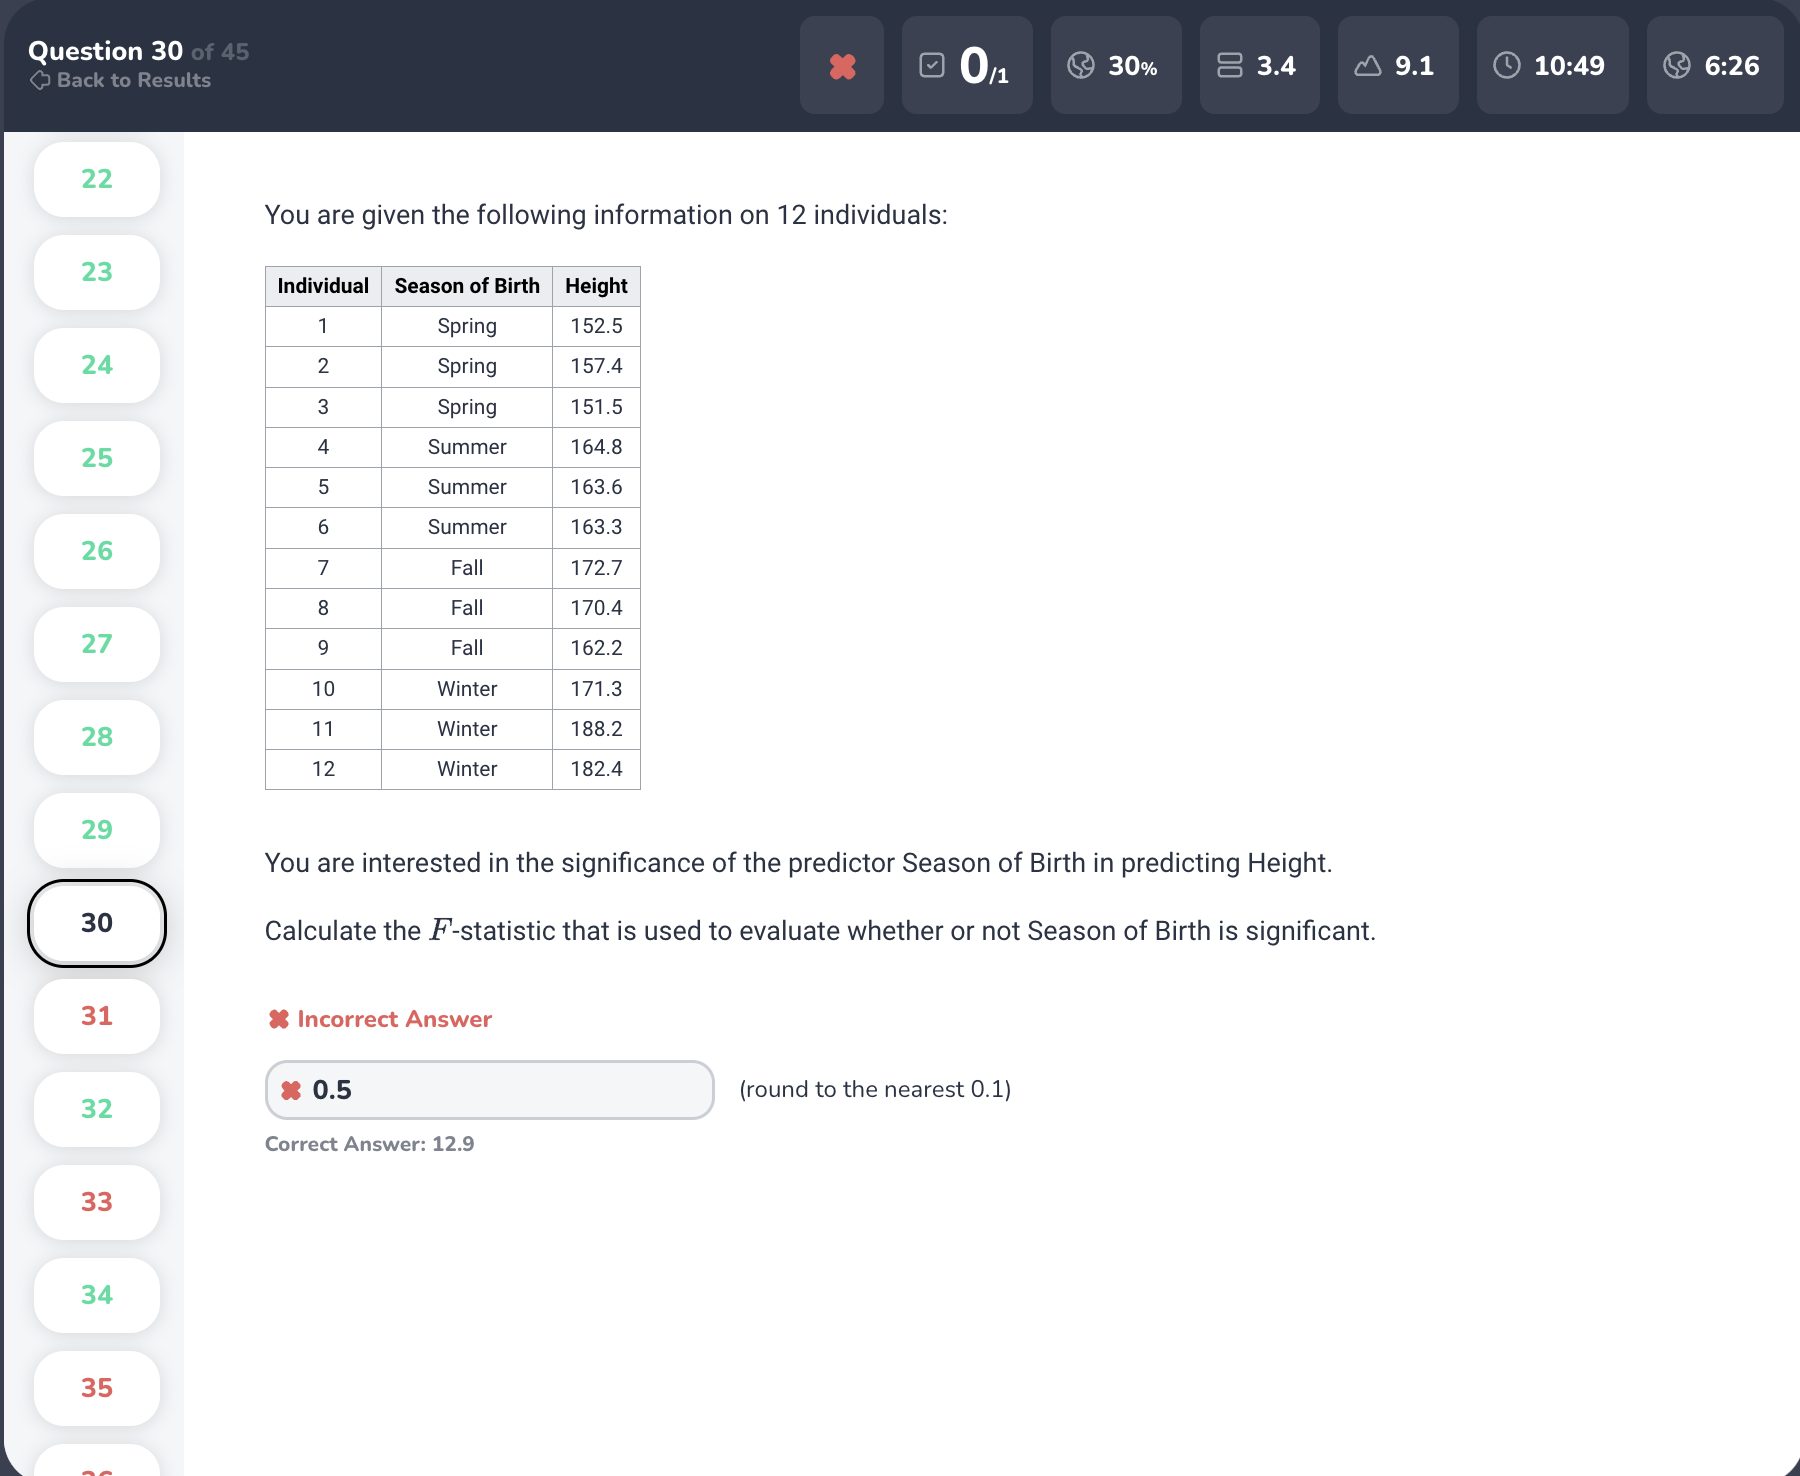 Question 30 of 45
Back to Results
0/1
30%
3.4
9.1
10:49
6:26
22
23
24
25
26
27
28
29
30
31
32
33
34
35
You are given the following information on 12 individuals:
Individual Season of Birth Height
1 Spring 152.5
2 Spring 157.4
3 Spring 151.5
4 Summer 164.8
5 Summer 163.6
6 Summer 163.3
7 Fall 172.7
8 Fall 170.4
9 Fall 162.2
10 Winter 171.3
11 Winter 188.2
12 Winter 182.4
You are interested in the significance of the predictor Season of Birth in predicting Height.
Calculate the F-statistic that is used to evaluate whether or not Season of Birth is significant.
Incorrect Answer
0.5 (round to the nearest 0.1)
Correct Answer: 12.9